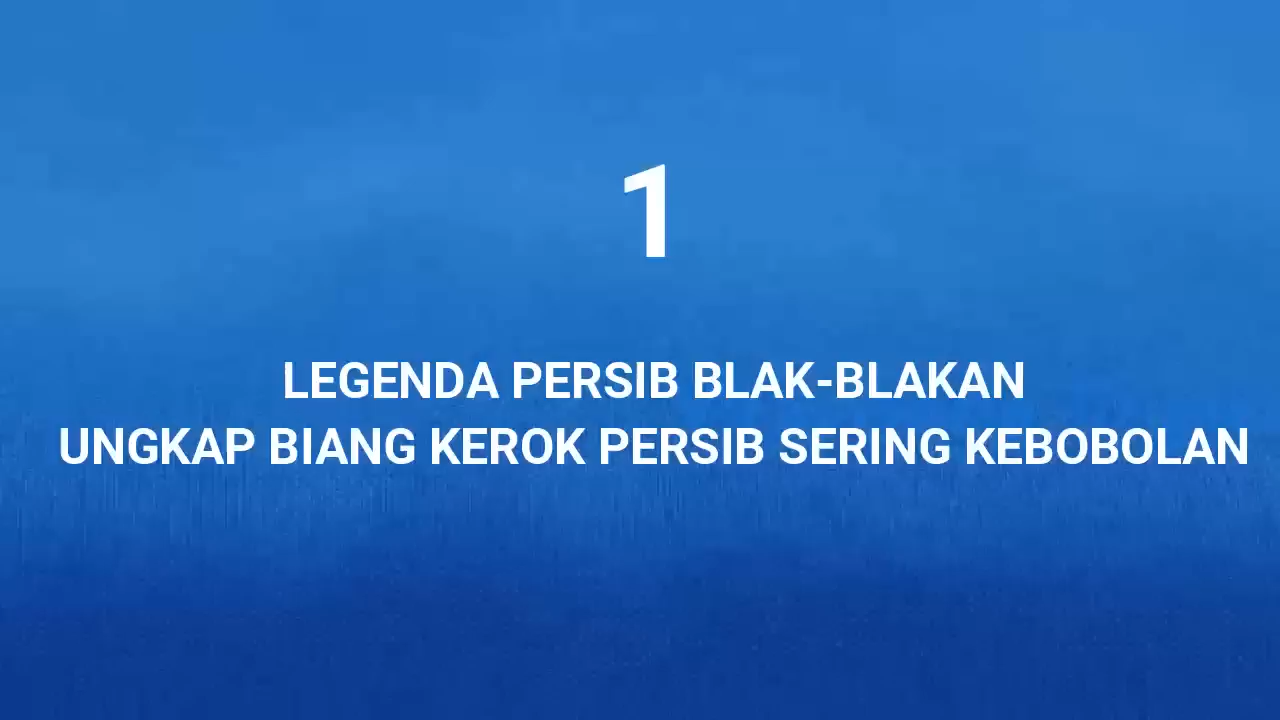 1
LEGENDA PERSIB BLAK-BLAKAN
UNGKAP BIANG KEROK PERSIB SERING KEBOBOLAN